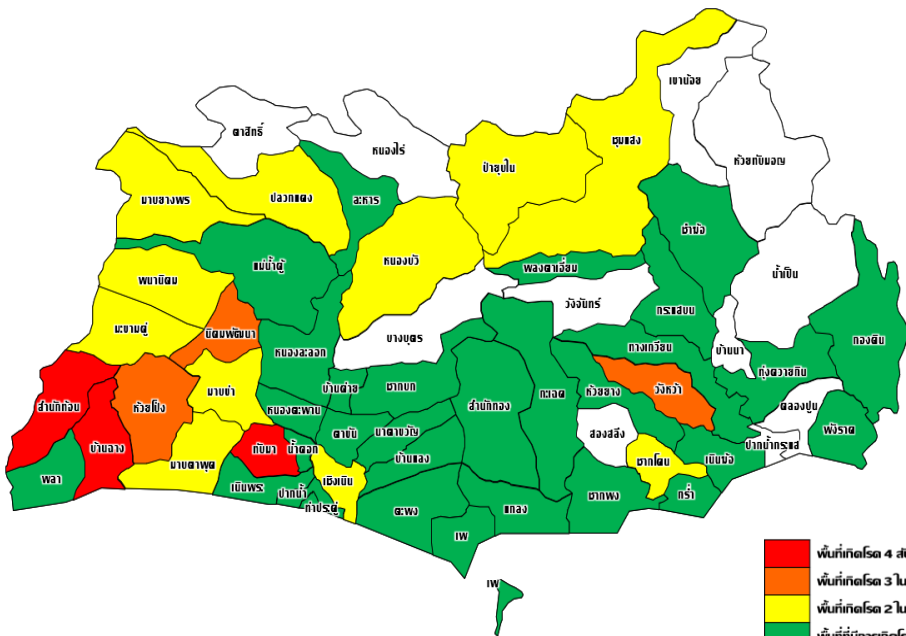 เขาน้อย
ตาสิทธิ์
หนองไร่
ชุมแสง
ห้วยทับมอญ
ป่ายุบใน
มาบยางพร
ปลวกแดง
ละหาร
ชำฆ้อ
แม่น้ำคู้
หนองบัว
พลงตาเอี่ยม
น้ำเป็น
พนานิคม
วังจันทร์
กระแสบน
มะขามคู่
นิคมพัฒนา
บางบุตร
กองดิน
หนองละลอก
ทางเกวียน
บ้านนา
ทุ่งควายกิน
มาบข่า
บ้านค่าย
ชากบก
กะเฉด
ห้วยยาง
วังหว้า
สำนักท้อน
ห้วยโป่ง
หนองตะพาน
สำนักทอง
คลองปูน
บ้านฉาง
ตาขัน
นาตาขวัญ
สองสลึง
พังราด
ทับมา
น้ำคอก
บ้านแลง
ปากน้ำกระแส
พลา
มาบตาพุด
เชิงเนิน
ชากโดน
เนินฆ้อ
เนินพระ
ปากน้ำ
ชากพง
กร่ำ
ท่าประดู่
ตะพง
แกลง
เพ
เพ
พื้นที่เกิดโรค 4
พื้นที่เกิดโรค 3 ใน
พื้นที่เกิดโรค 2 ใน